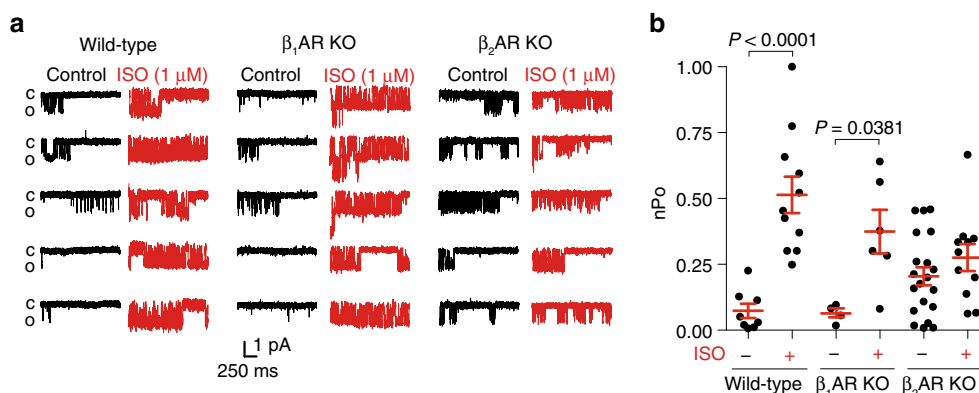 a
Wild-type
β₁AR KO
β₂AR KO
Control
ISO (1 μM)
Control
ISO (1 μM)
Control
ISO (1 μM)
C
O
C
O
C
O
C
O
C
O
1 pA
250 ms
b
P < 0.0001
P = 0.0381
1.00
0.75
0.50
0.25
0.00
nPo
ISO − + − + − +
Wild-type β₁AR KO β₂AR KO